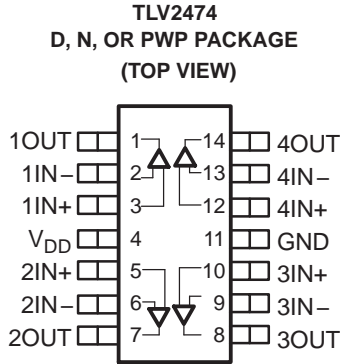 TLV2474
D, N, OR PWP PACKAGE
(TOP VIEW)
1OUT 1 14 4OUT
1IN− 2 13 4IN−
1IN+ 3 12 4IN+
VDD 4 11 GND
2IN+ 5 10 3IN+
2IN− 6 9 3IN−
2OUT 7 8 3OUT